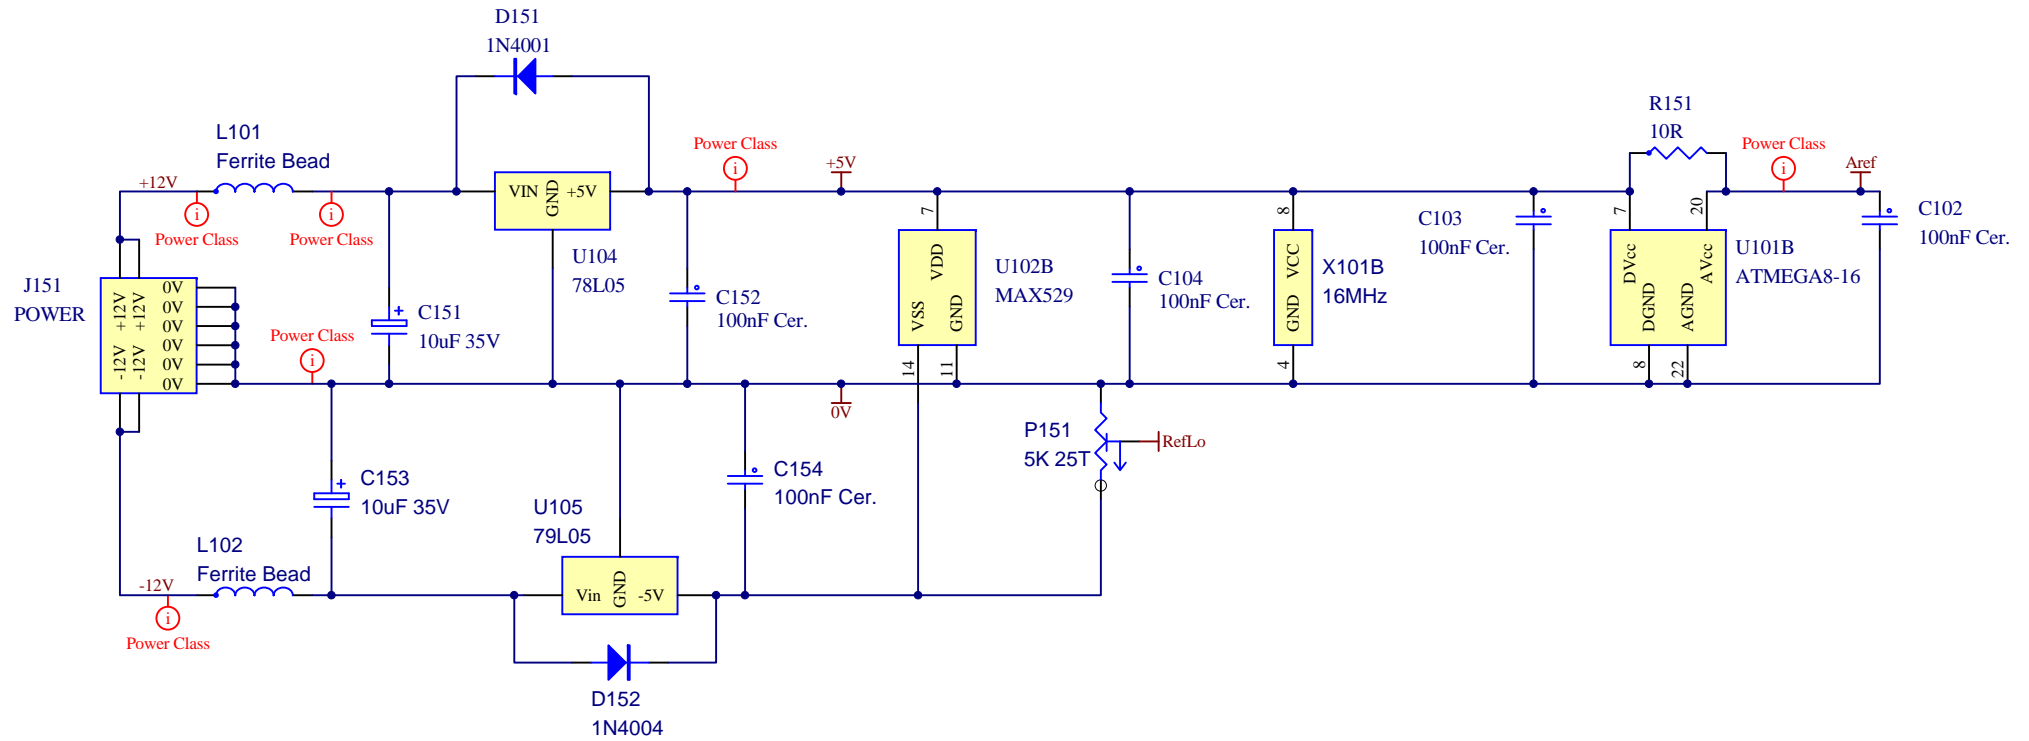 D151
1N4001
R151
10R
L101
Ferrite Bead
Power Class
+5V
Power Class
Aref
+12V
i
i
i
i
Power Class
Power Class
VIN
GND
+5V
U104
78L05
7
8
7
20
C103
100nF Cer.
C102
100nF Cer.
J151
POWER
+12V
+12V
-12V
-12V
0V
0V
0V
0V
0V
0V
Power Class
i
C151
10uF 35V
C152
100nF Cer.
VDD
VSS
GND
U102B
MAX529
C104
100nF Cer.
VCC
GND
X101B
16MHz
DVcc
AVcc
DGND
AGND
U101B
ATMEGA8-16
14
11
4
8
22
0V
P151
5K 25T
RefLo
C153
10uF 35V
C154
100nF Cer.
U105
79L05
L102
Ferrite Bead
-12V
i
Power Class
Vin
GND
-5V
D152
1N4004